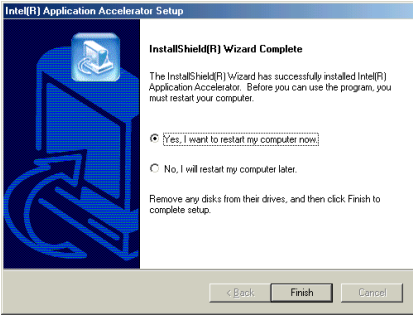 Intel(R) Application Accelerator Setup
InstallShield(R) Wizard Complete
The InstallShield(R) Wizard has successfully installed Intel(R)
Application Accelerator. Before you can use the program, you
must restart your computer.
Yes, I want to restart my computer now.
No, I will restart my computer later.
Remove any disks from their drives, and then click Finish to
complete setup.
< Back
Finish
Cancel